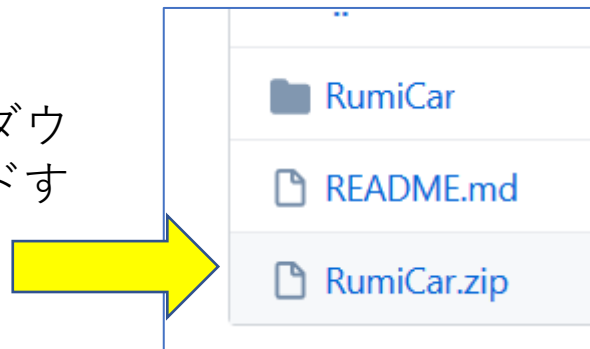 ダウ
ドす
..
RumiCar
README.md
RumiCar.zip